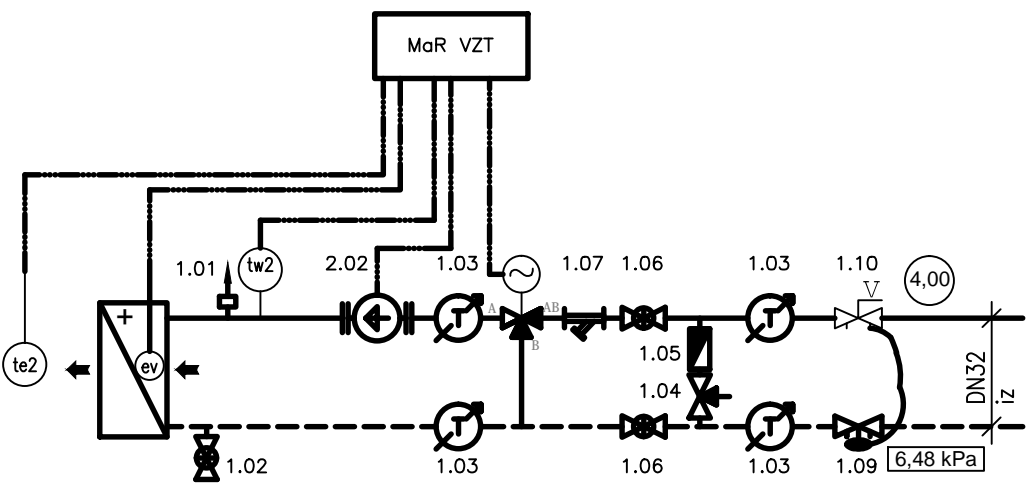 MaR VZT
1.01
tw2
2.02
1.03
1.07
1.06
1.03
1.10
4,00
V
A
AB
B
+
te2
ev
T
T
1.05
1.04
DN32
iz
T
T
1.02
1.03
1.06
1.03
1.09
6,48 kPa